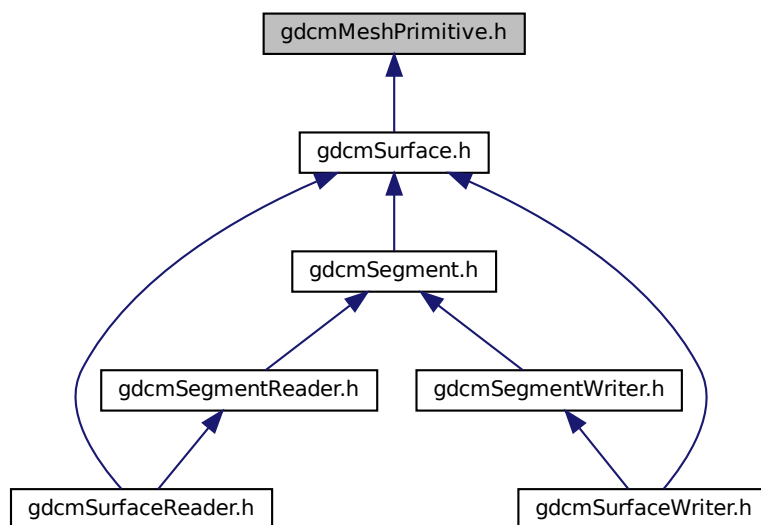 gdcmMeshPrimitive.h
gdcmSurface.h
gdcmSegment.h
gdcmSegmentReader.h
gdcmSegmentWriter.h
gdcmSurfaceReader.h
gdcmSurfaceWriter.h